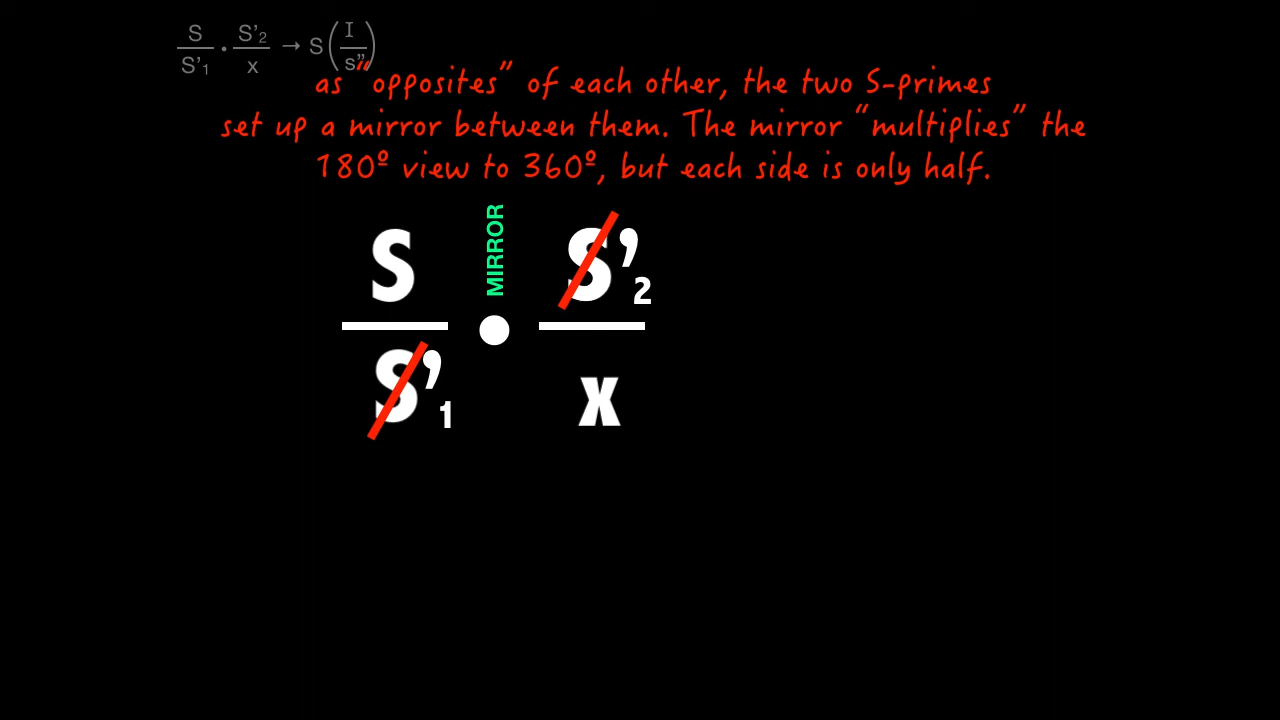 S/S'₁ • S'₂/x → S(I/s")
as "opposites" of each other, the two S-primes
set up a mirror between them. The mirror "multiplies" the
180º view to 360º, but each side is only half.
MIRROR
S S'2
S'1 x